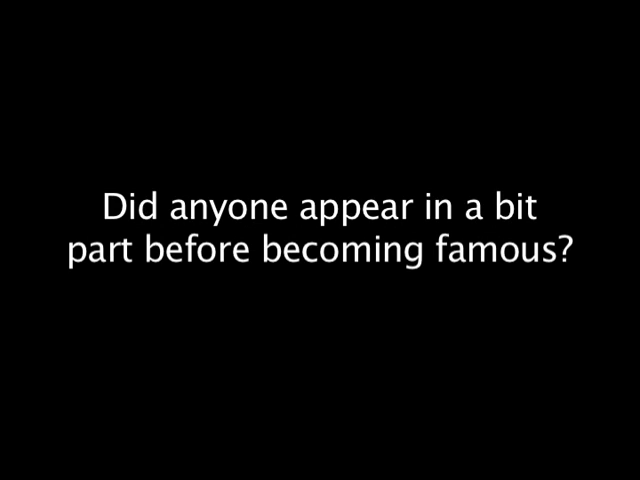 Did anyone appear in a bit
part before becoming famous?